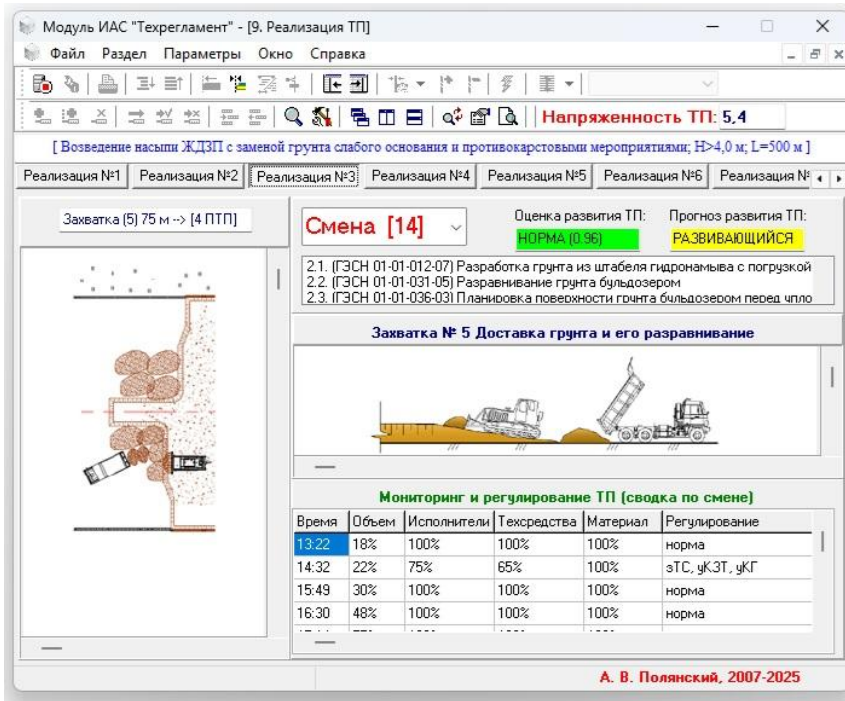 Модуль ИАС "Техрегламент" - [9. Реализация ТП]
Файл Раздел Параметры Окно Справка
Напряженность ТП: 5,4
[ Возведение насыпи ЖДЗП с заменой грунта слабого основания и противокарстовыми мероприятиями; H>4,0 м; L=500 м ]
Реализация №1 Реализация №2 Реализация №3 Реализация №4 Реализация №5 Реализация №6 Реализация
Захватка (5) 75 м --> [4 ПТП]
Смена [14]
Оценка развития ТП: Прогноз развития ТП:
НОРМА (0.96) РАЗВИВАЮЩИЙСЯ
2.1. (ГЭСН 01-01-012-07) Разработка грунта из штабеля гидронамыва с погрузкой
2.2. (ГЭСН 01-01-031-05) Разравнивание грунта бульдозером
2.3. (ГЭСН 01-01-036-03) Планировка поверхности грунта бульдозером перед упло
Захватка № 5 Доставка грунта и его разравнивание
Мониторинг и регулирование ТП (сводка по смене)
Время Объем Исполнители Техсредства Материал Регулирование
13:22 18% 100% 100% 100% норма
14:32 22% 75% 65% 100% зТС, уКЗТ, уКГ
15:49 30% 100% 100% 100% норма
16:30 48% 100% 100% 100% норма
А. В. Полянский, 2007-2025